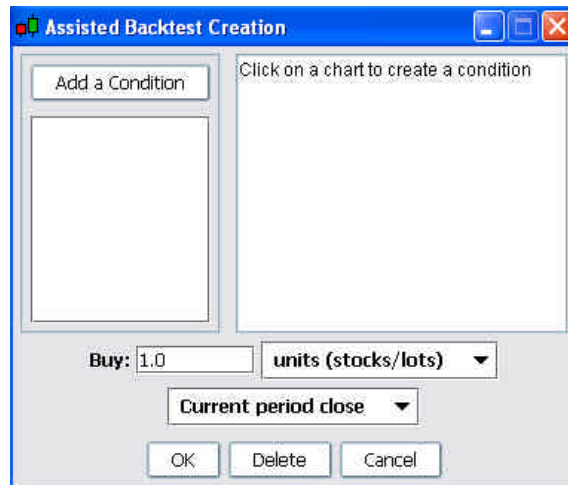 Assisted Backtest Creation
Add a Condition
Click on a chart to create a condition
Buy: 1.0 units (stocks/lots)
Current period close
OK Delete Cancel